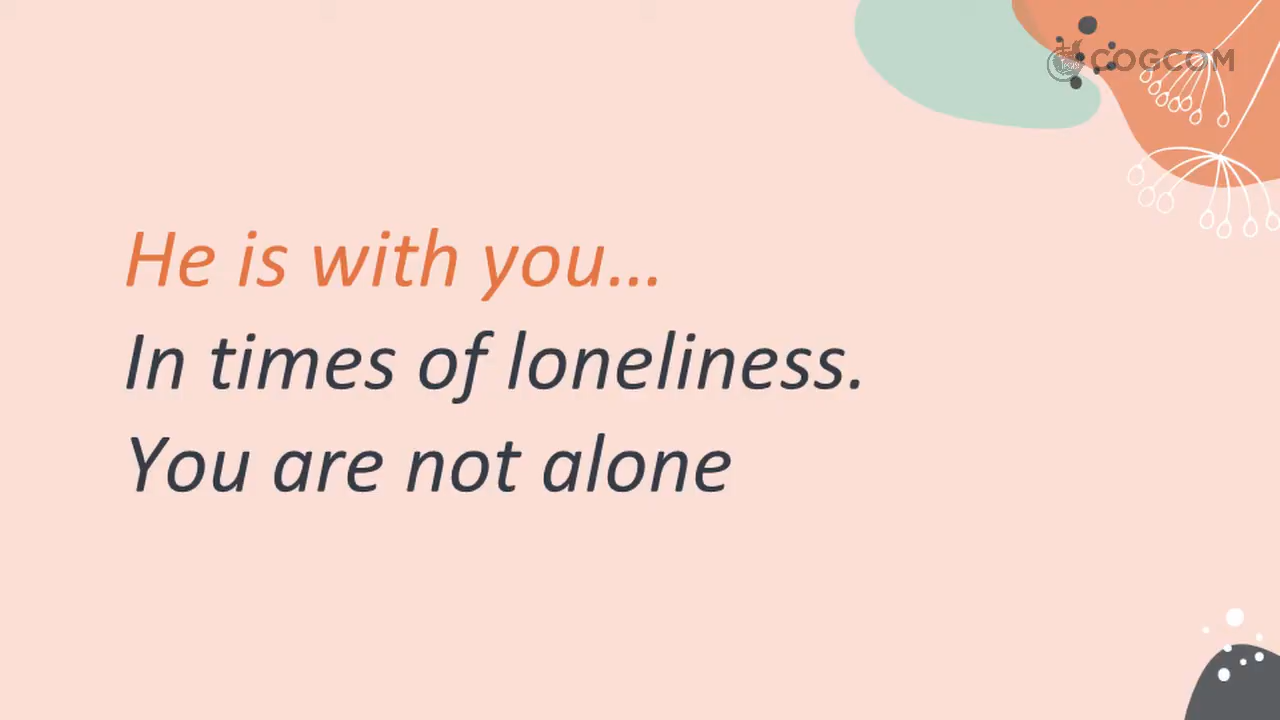 COGCOM
He is with you...
In times of loneliness.
You are not alone